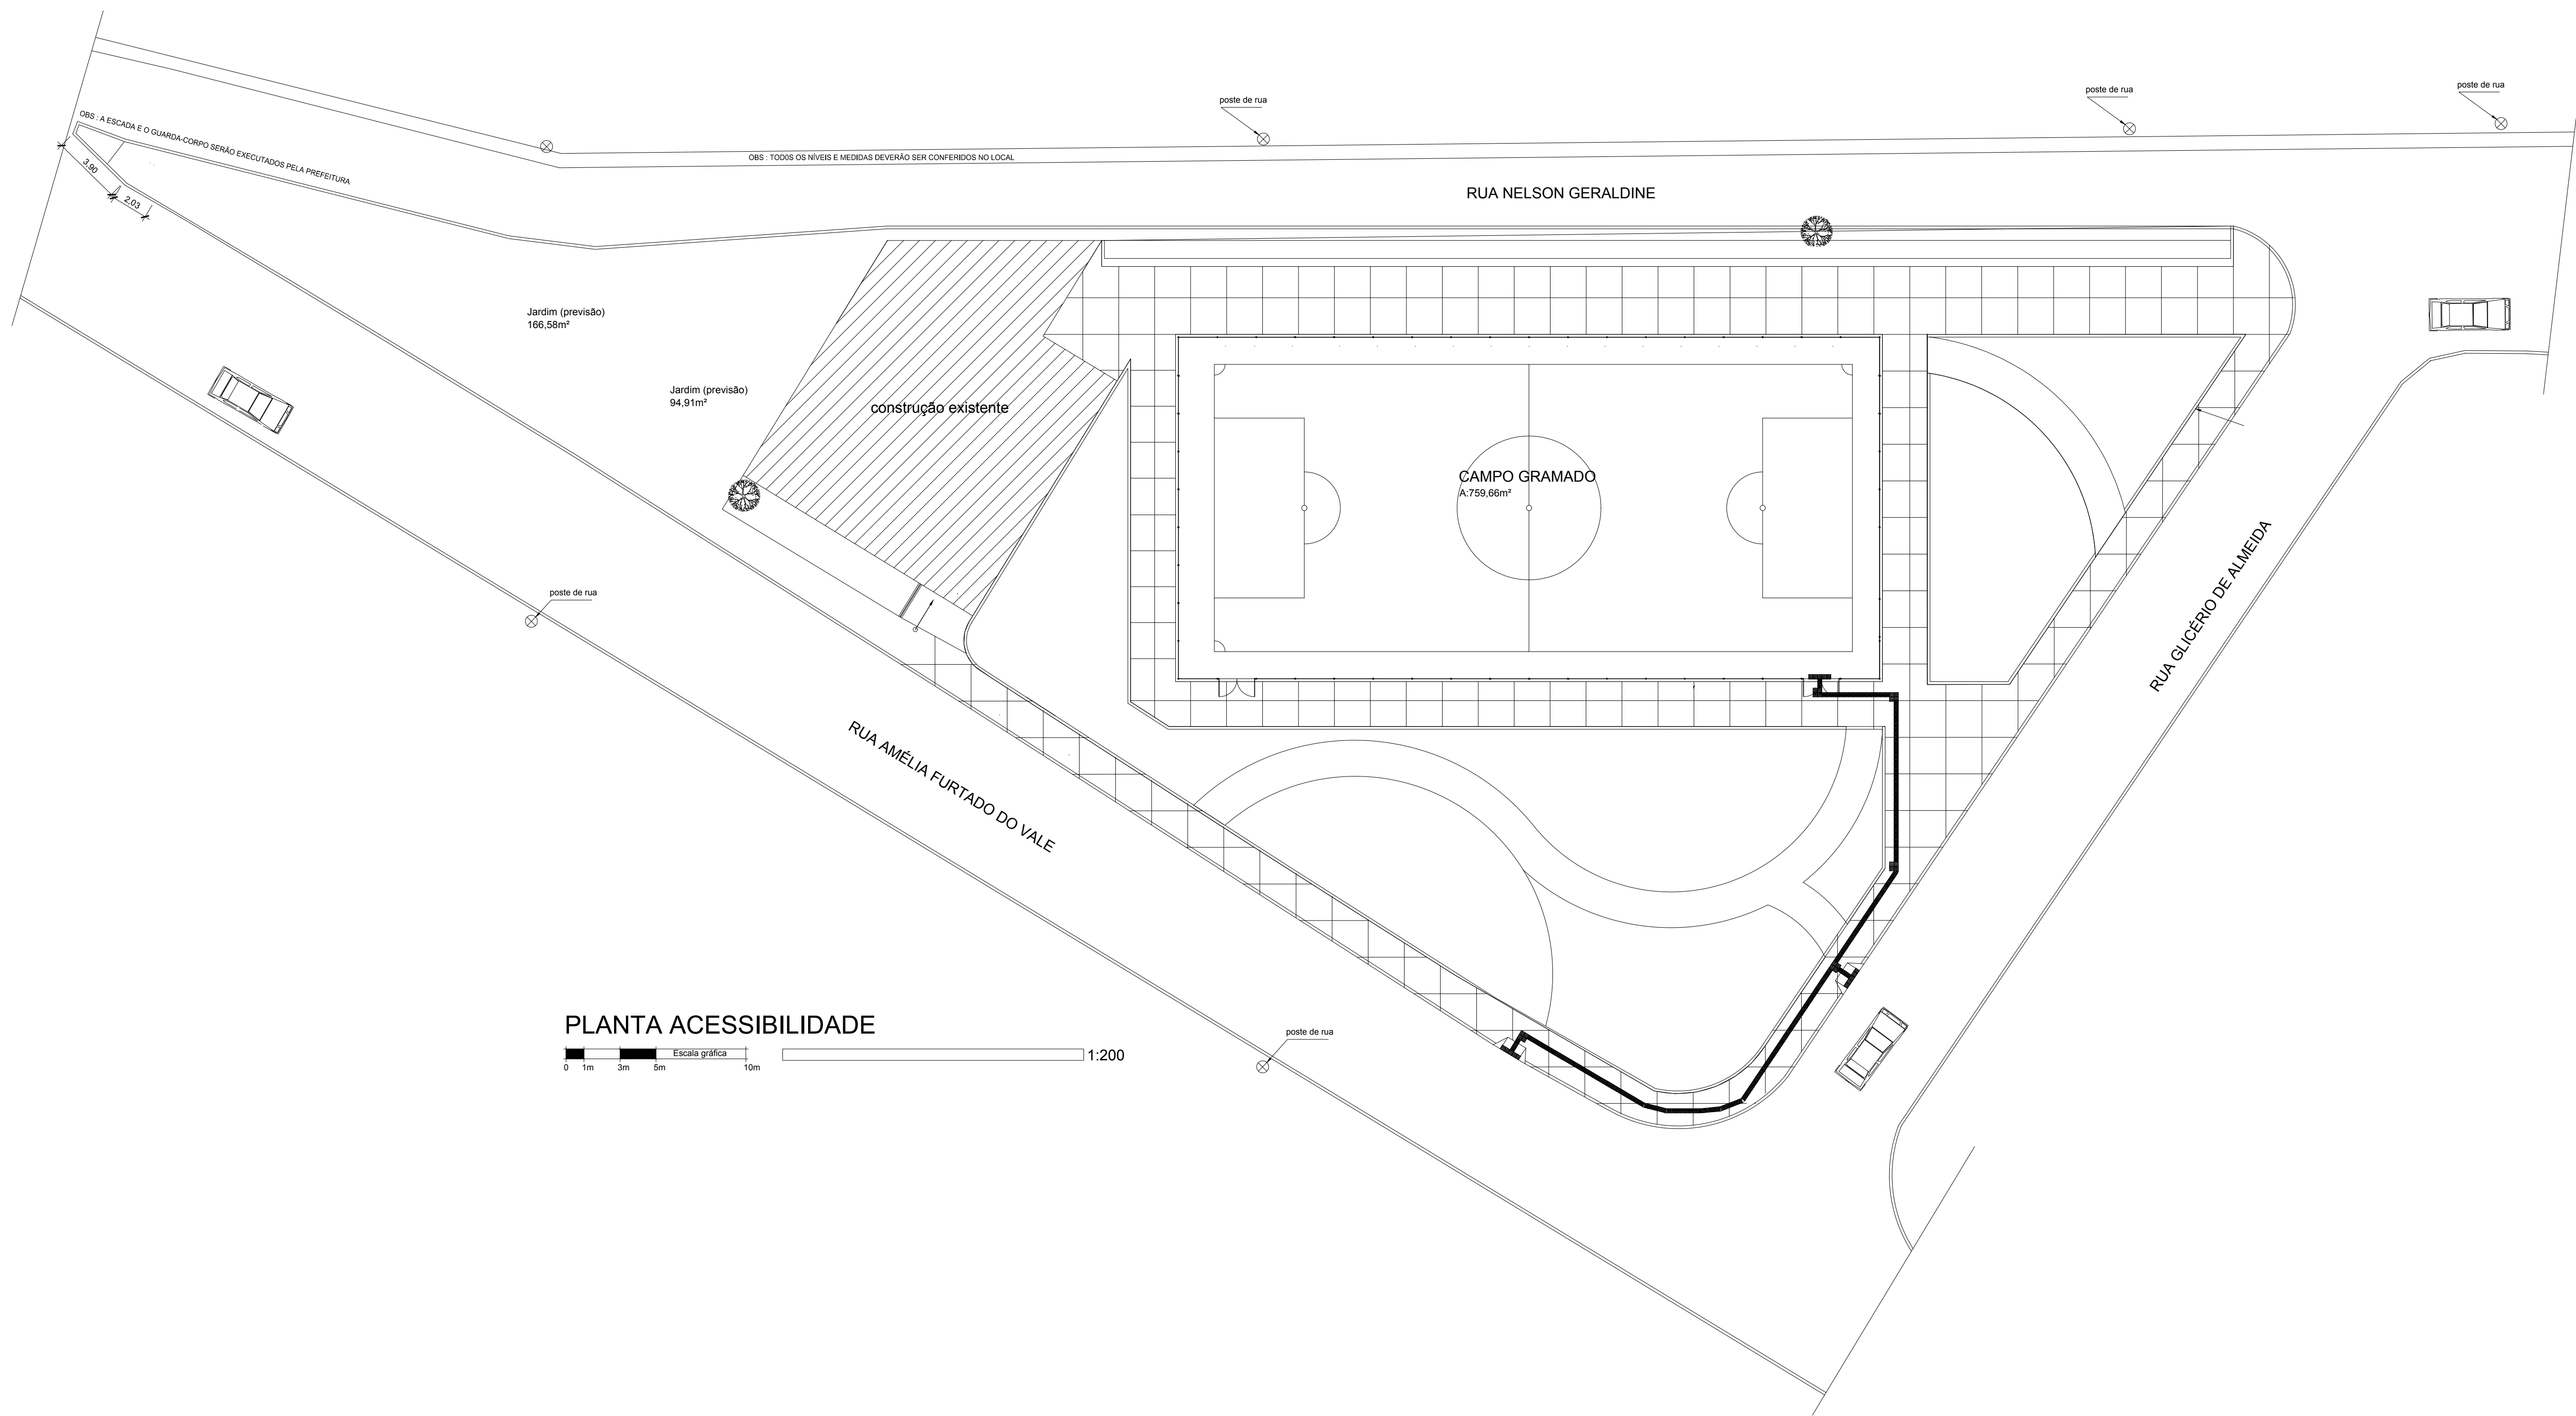 poste de rua
poste de rua
poste de rua
OBS : A ESCADA E O GUARDA-CORPO SERÃO EXECUTADOS PELA PREFEITURA
OBS : TODOS OS NÍVEIS E MEDIDAS DEVERÃO SER CONFERIDOS NO LOCAL
3,90
2,03
RUA NELSON GERALDINE
Jardim (previsão)
166,58m²
Jardim (previsão)
94,91m²
construção existente
CAMPO GRAMADO
A:759,66m²
poste de rua
RUA GLICÉRIO DE ALMEIDA
RUA AMÉLIA FURTADO DO VALE
poste de rua
PLANTA ACESSIBILIDADE
Escala gráfica
1:200
0 1m 3m 5m 10m